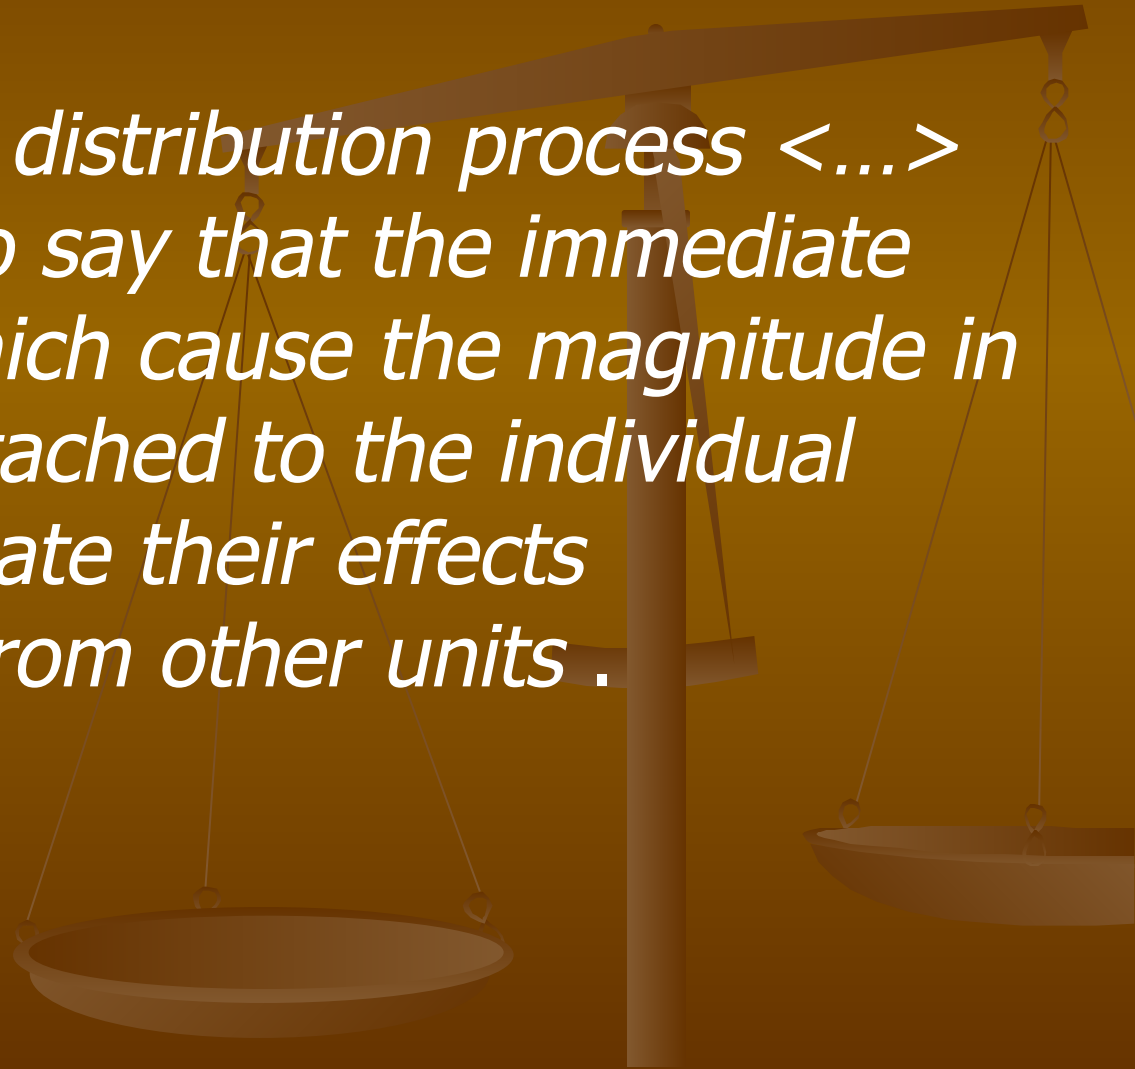 distribution process <...>
say that the immediate
cause the magnitude in
to the individual
their effects
other units .